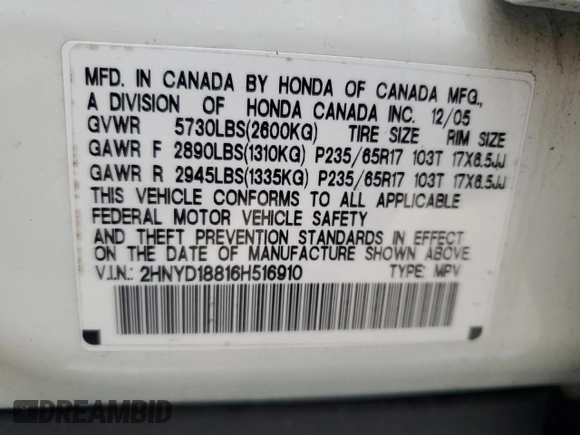 MFD. IN CANADA BY HONDA OF CANADA MFG.,
A DIVISION OF HONDA CANADA INC. 12/05
GVWR 5730LBS(2600KG) TIRE SIZE RIM SIZE
GAWR F 2890LBS(1310KG) P235/65R17 103T 17X6.5JJ
GAWR R 2945LBS(1335KG) P235/65R17 103T 17X6.5JJ
THIS VEHICLE CONFORMS TO ALL APPLICABLE
FEDERAL MOTOR VEHICLE SAFETY
AND THEFT PREVENTION STANDARDS IN EFFECT
ON THE DATE OF MANUFACTURE SHOWN ABOVE.
V.I.N.: 2HNYD18816H516910 TYPE: MPV
DREAMBID